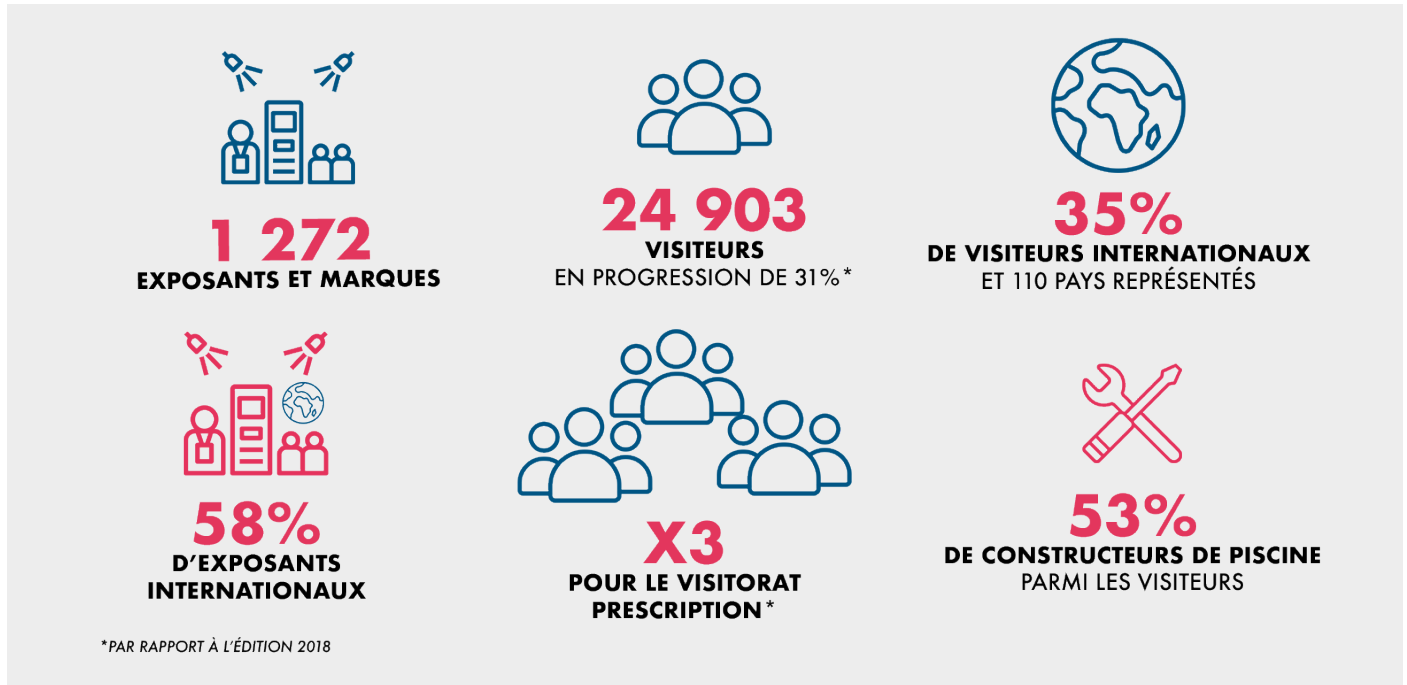 1 272
EXPOSANTS ET MARQUES
24 903
VISITEURS
EN PROGRESSION DE 31%*
35%
DE VISITEURS INTERNATIONAUX
ET 110 PAYS REPRÉSENTÉS
58%
D’EXPOSANTS
INTERNATIONAUX
X3
POUR LE VISITORAT
PRESCRIPTION*
53%
DE CONSTRUCTEURS DE PISCINE
PARMI LES VISITEURS
*PAR RAPPORT À L’ÉDITION 2018